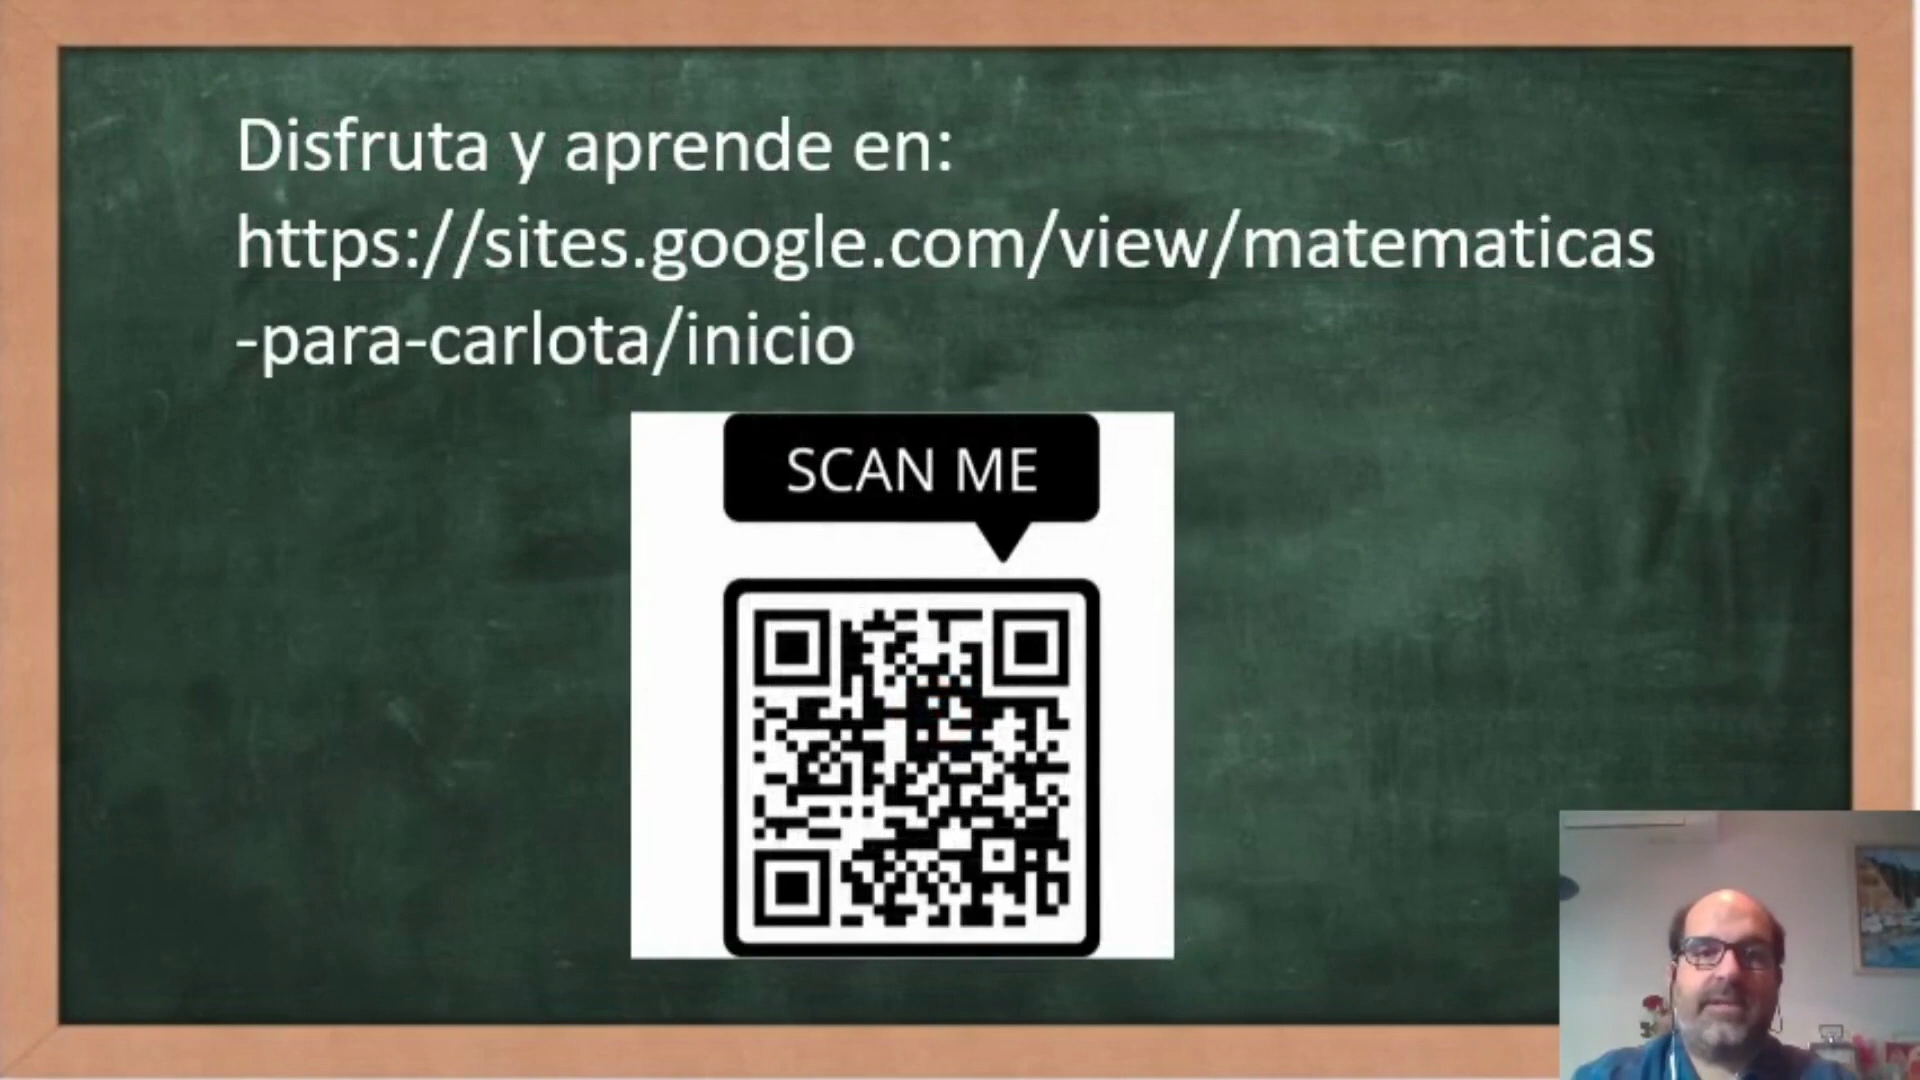 Disfruta y aprende en:
https://sites.google.com/view/matematicas
-para-carlota/inicio
SCAN ME